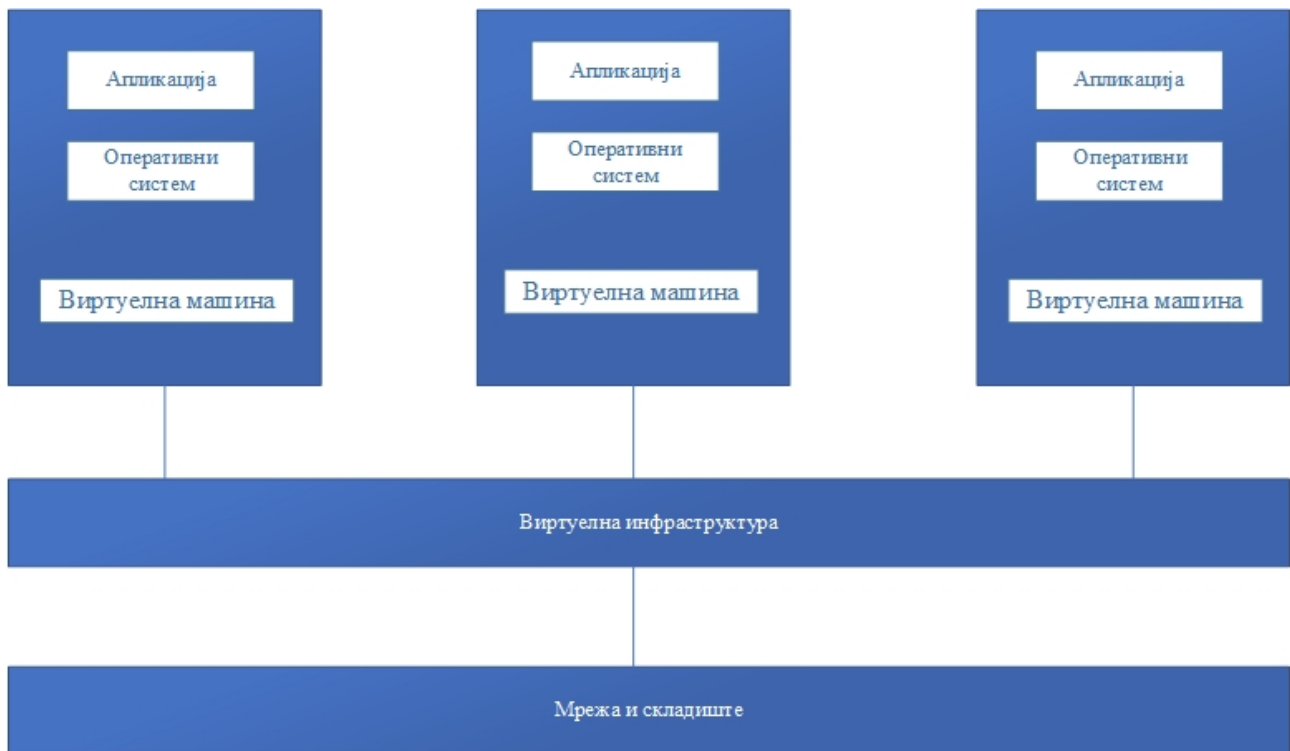 Апликација
Оперативни
систем
Виртуелна машина
Апликација
Оперативни
систем
Виртуелна машина
Апликација
Оперативни
систем
Виртуелна машина
Виртуелна инфраструктура
Мрежа и складиште